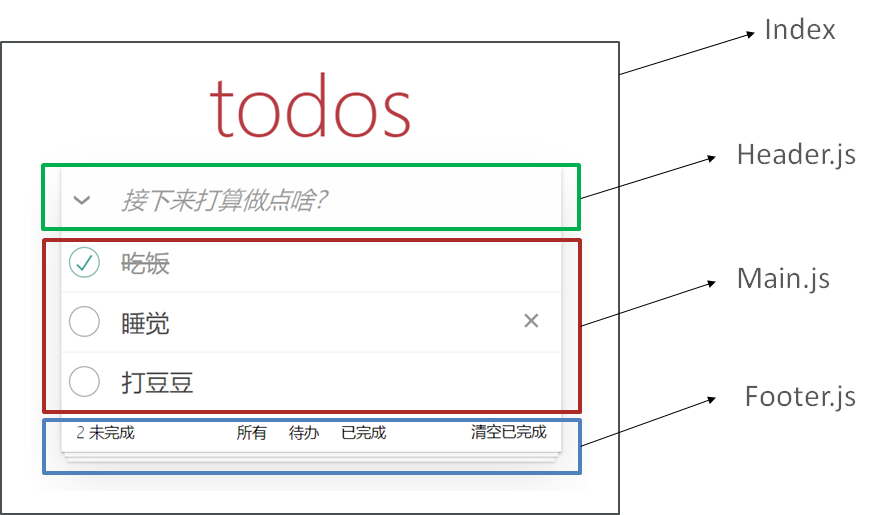 Index
todos
Header.js
接下来打算做点啥?
吃饭
Main.js
睡觉
打豆豆
Footer.js
2 未完成 所有 待办 已完成 清空已完成